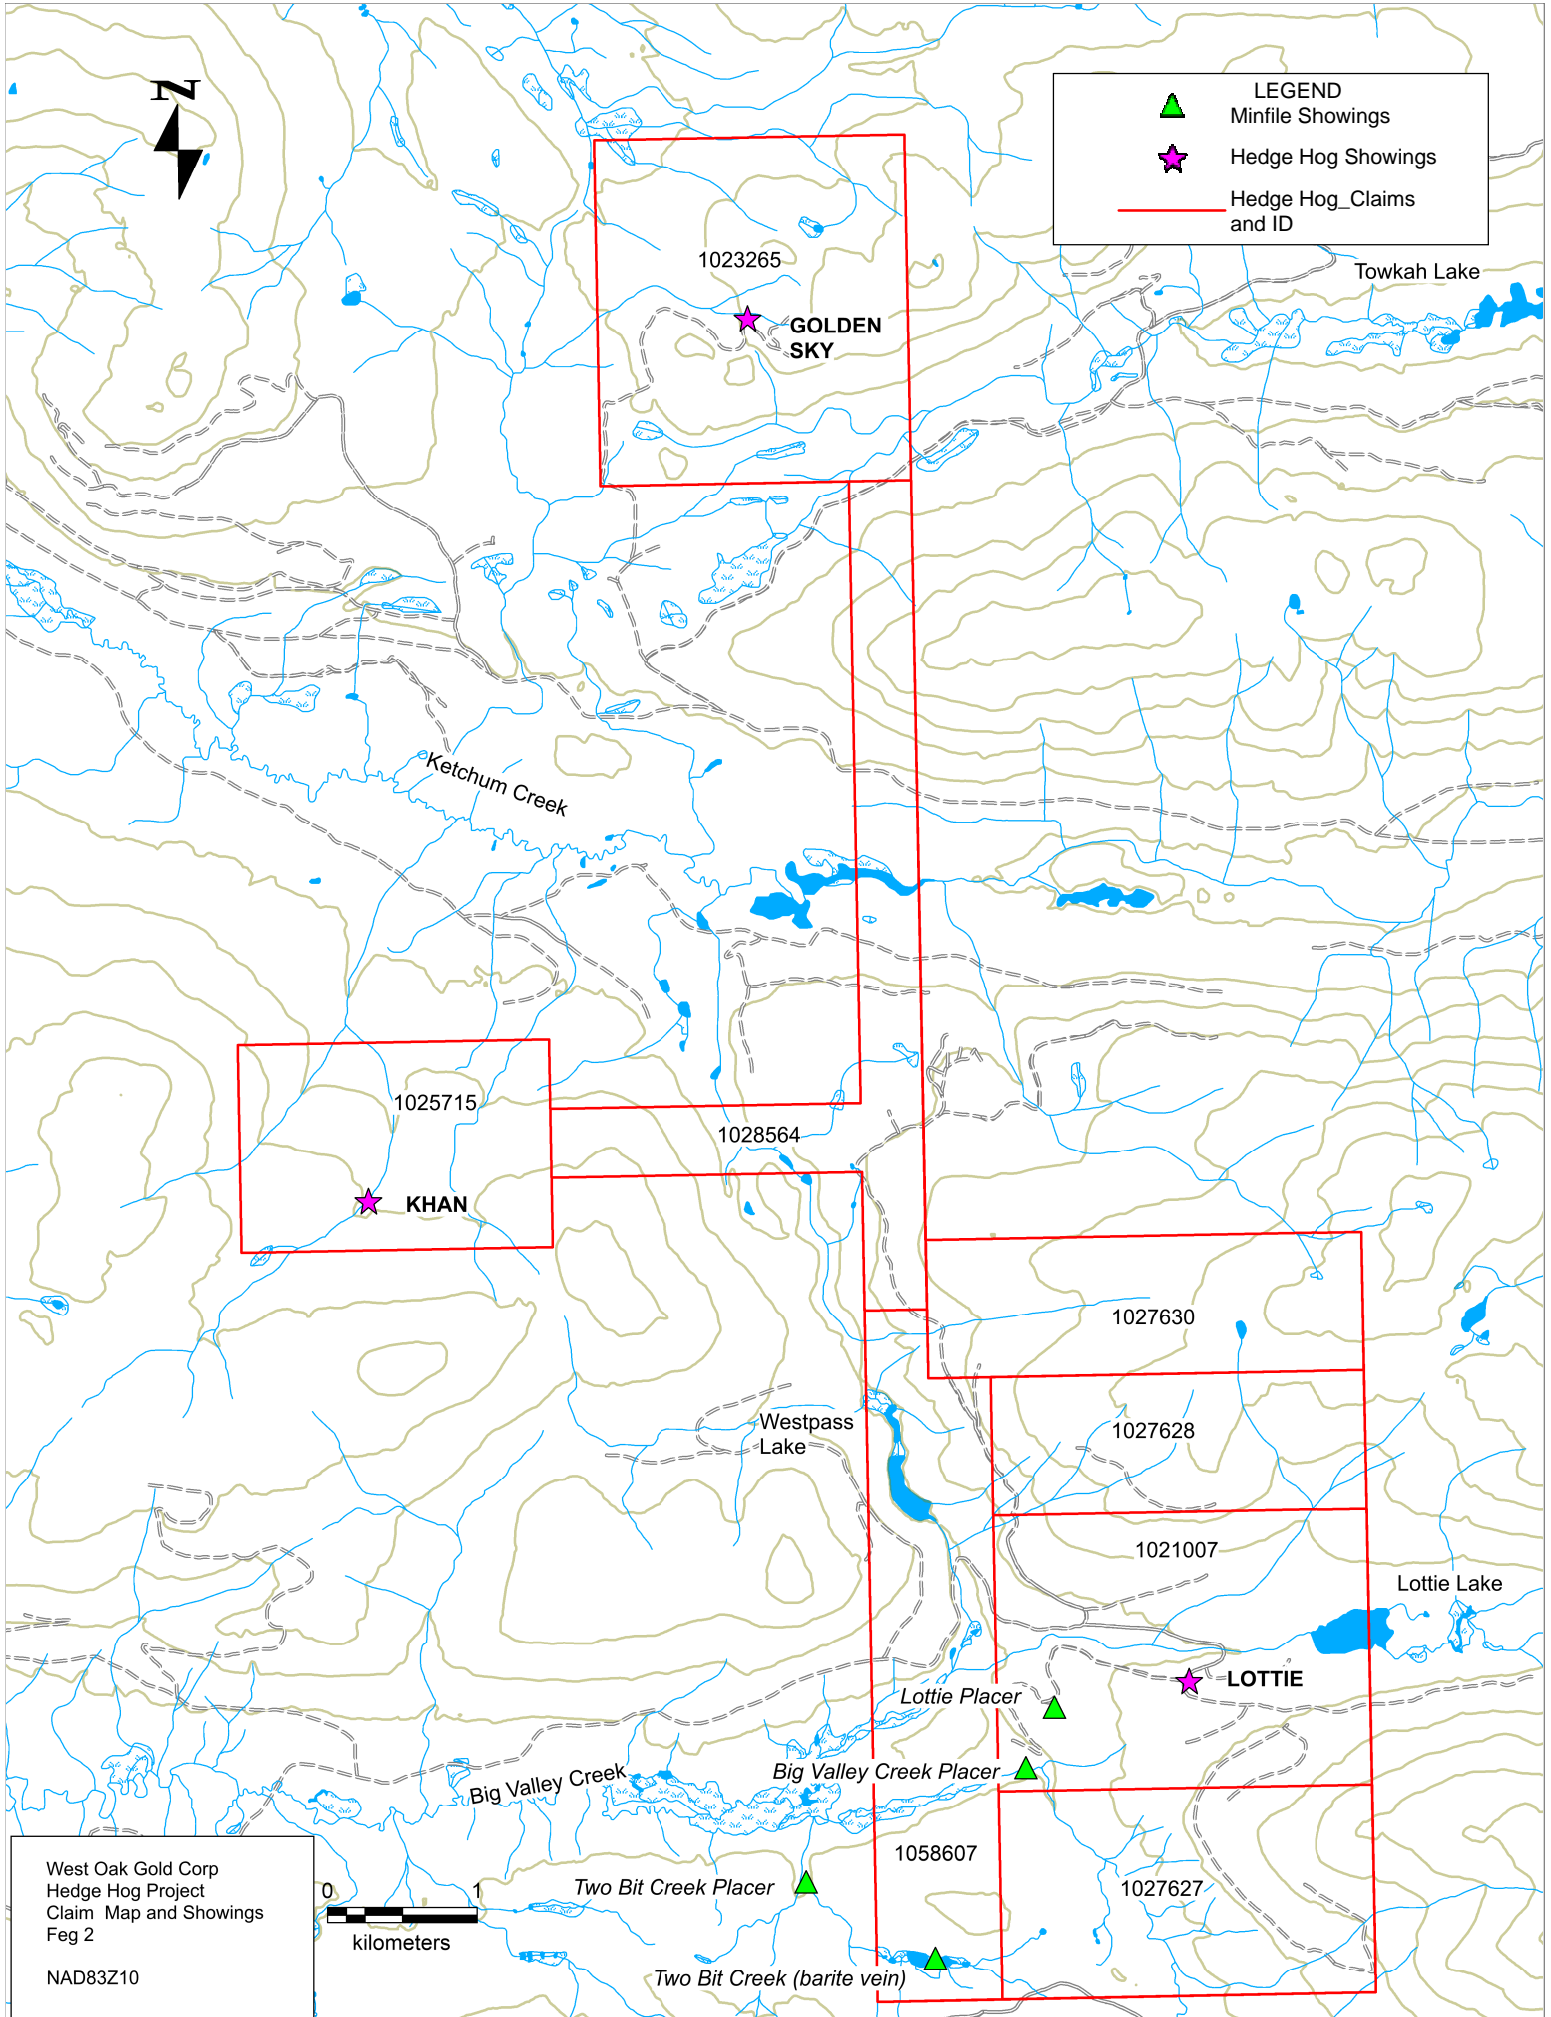 N
LEGEND
Minfile Showings
Hedge Hog Showings
Hedge Hog_Claims
and ID
Towkah Lake
1023265
GOLDEN
SKY
Ketchum Creek
1025715
1028564
KHAN
1027630
Westpass
Lake
1027628
1021007
Lottie Lake
LOTTIE
Lottie Placer
Big Valley Creek Placer
Big Valley Creek
1058607
Two Bit Creek Placer
1027627
Two Bit Creek (barite vein)
West Oak Gold Corp
Hedge Hog Project
Claim Map and Showings
Feg 2
NAD83Z10
0 1
kilometers